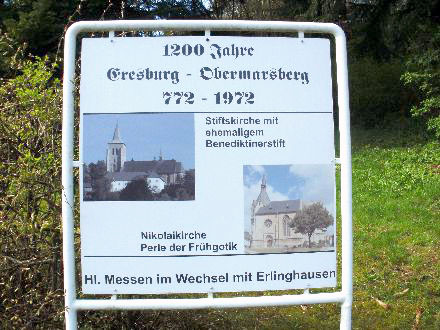 1200 Jahre
Eresburg - Obermarsberg
772 - 1972
Stiftskirche mit
ehemaligem
Benediktinerstift
Nikolaikirche
Perle der Frühgotik
Hl. Messen im Wechsel mit Erlinghausen